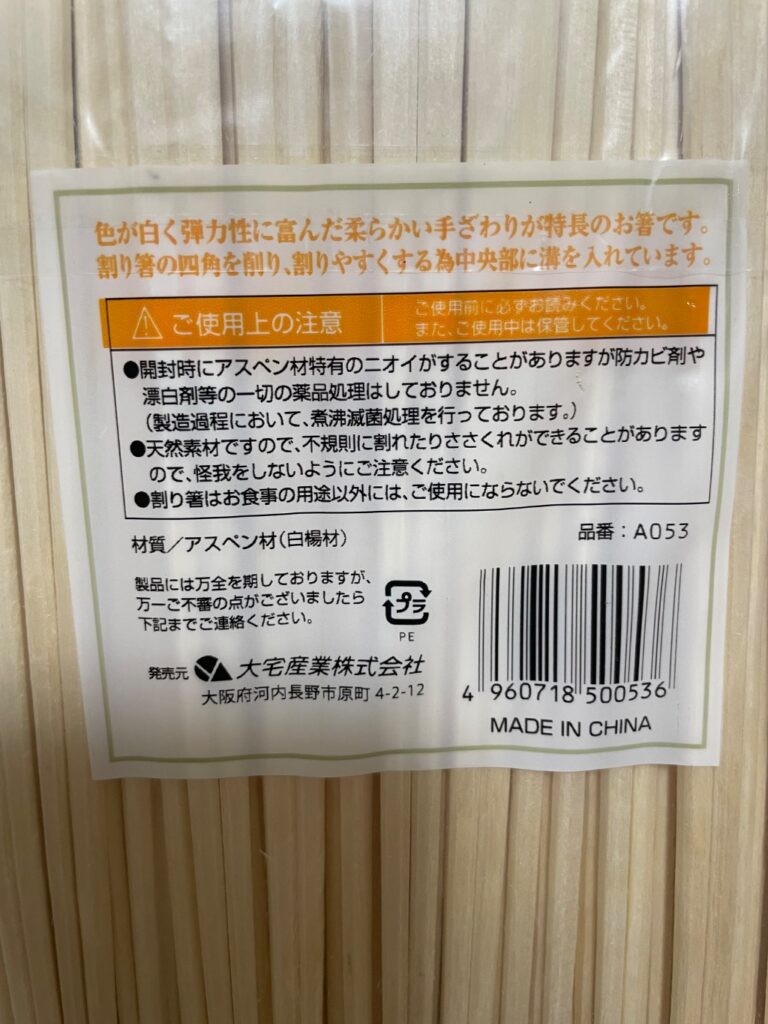 色が白く弾力性に富んだ柔らかい手ざわりが特長のお箸です。
割り箸の四角を削り、割りやすくする為中央部に溝を入れています。
ご使用上の注意
ご使用前に必ずお読みください。
また、ご使用中は保管してください。
●開封時にアスペン材特有のニオイがすることがありますが防カビ剤や
漂白剤等の一切の薬品処理はしておりません。
(製造過程において、煮沸滅菌処理を行っております。)
●天然素材ですので、不規則に割れたりささくれができることがあります
ので、怪我をしないようにご注意ください。
●割り箸はお食事の用途以外には、ご使用にならないでください。
材質/アスペン材(白楊材)
品番:A053
製品には万全を期しておりますが、
万一ご不審の点がございましたら
下記までご連絡ください。
プラ
PE
発売元 大宅産業株式会社
大阪府河内長野市原町 4-2-12
4 960718 500536
MADE IN CHINA